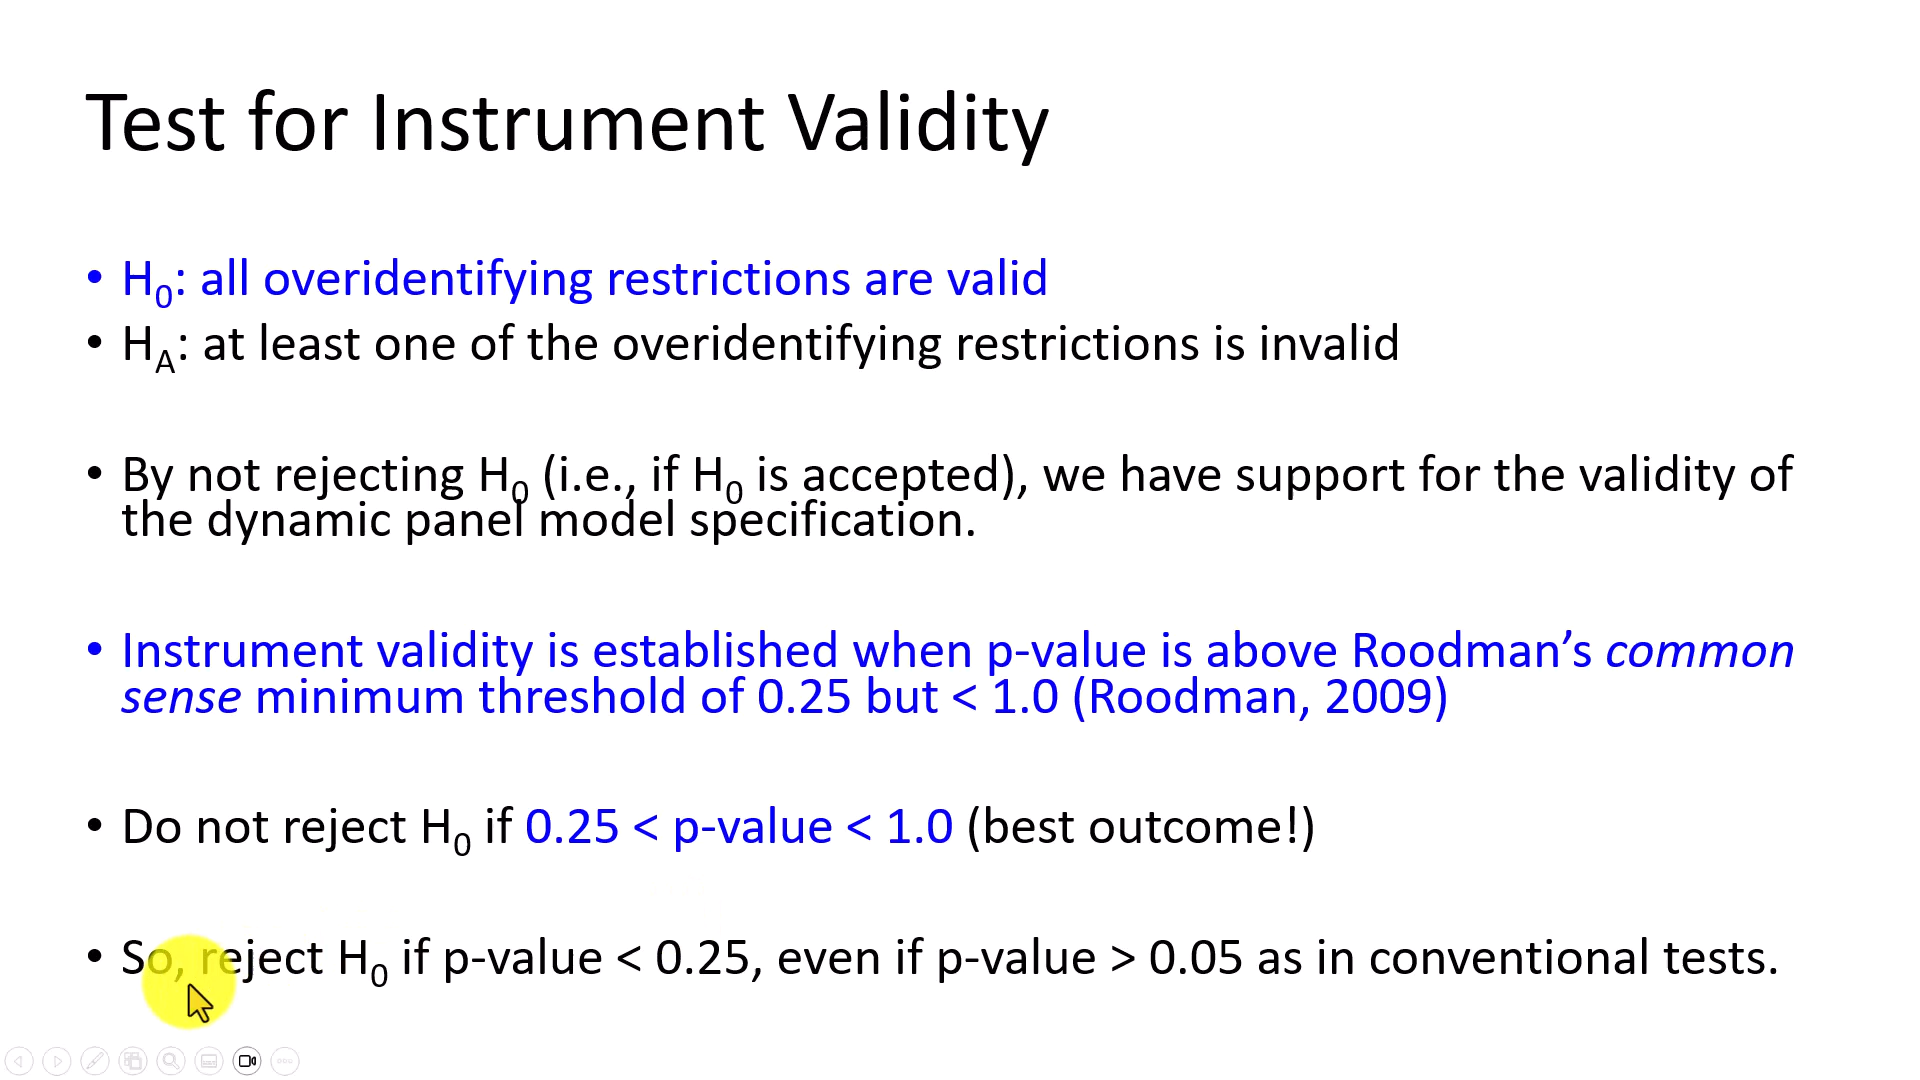 Test for Instrument Validity
• H₀: all overidentifying restrictions are valid
• H_A: at least one of the overidentifying restrictions is invalid
• By not rejecting H₀ (i.e., if H₀ is accepted), we have support for the validity of
the dynamic panel model specification.
• Instrument validity is established when p-value is above Roodman’s common
sense minimum threshold of 0.25 but < 1.0 (Roodman, 2009)
• Do not reject H₀ if 0.25 < p-value < 1.0 (best outcome!)
• So, reject H₀ if p-value < 0.25, even if p-value > 0.05 as in conventional tests.